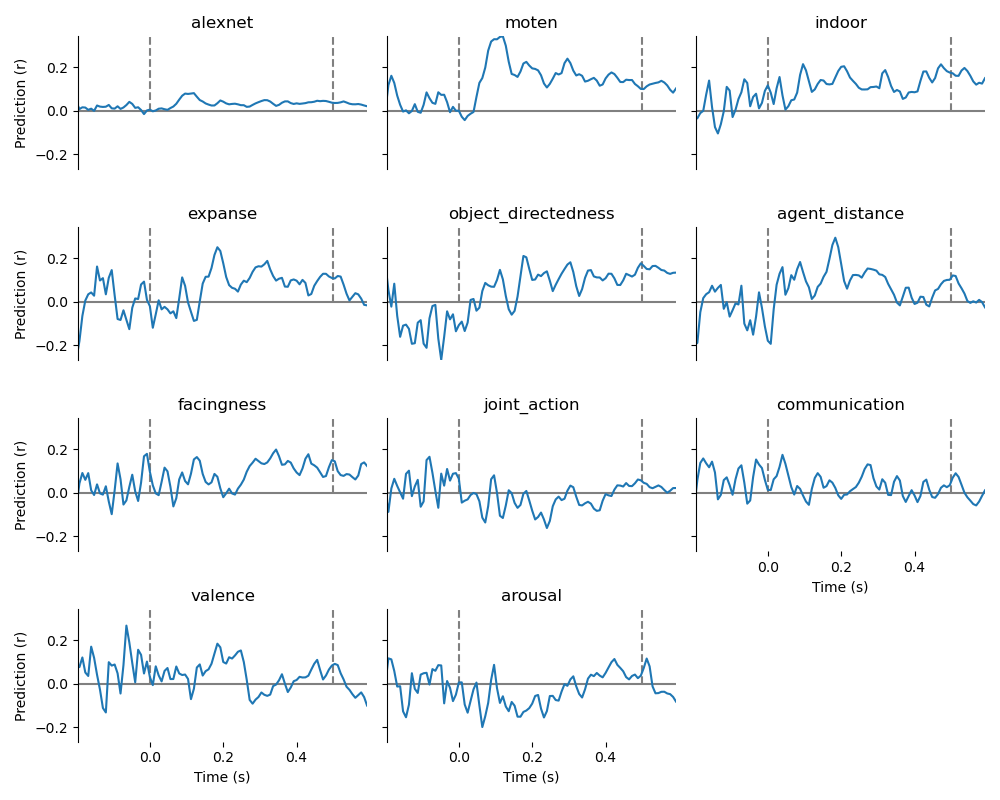 alexnet
moten
indoor
Prediction (r)
0.2
0.0
−0.2
expanse
object_directedness
agent_distance
Prediction (r)
0.2
0.0
−0.2
facingness
joint_action
communication
Prediction (r)
0.2
0.0
−0.2
0.0 0.2 0.4
Time (s)
valence
arousal
Prediction (r)
0.2
0.0
−0.2
0.0 0.2 0.4
Time (s)
0.0 0.2 0.4
Time (s)